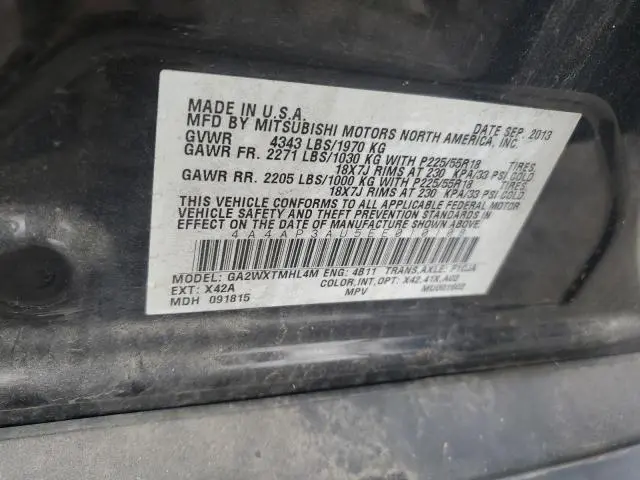 MADE IN U.S.A.
DATE SEP. 2013
MFD BY MITSUBISHI MOTORS NORTH AMERICA, INC.
GVWR 4343 LBS/1970 KG
GAWR FR. 2271 LBS/1030 KG WITH P225/55R18 TIRES,
18X7J RIMS AT 230 KPA/33 PSI COLD
GAWR RR. 2205 LBS/1000 KG WITH P225/55R18 TIRES,
18X7J RIMS AT 230 KPA/33 PSI COLD
THIS VEHICLE CONFORMS TO ALL APPLICABLE FEDERAL MOTOR
VEHICLE SAFETY AND THEFT PREVENTION STANDARDS IN
EFFECT ON THE DATE OF MANUFACTURE SHOWN ABOVE.
MODEL: GA2WXTMHL4M ENG: 4B11 TRANS,AXLE: F1CJA
EXT: X42A COLOR,INT,OPT: X42,41X,A03
MDH 091815 MPV